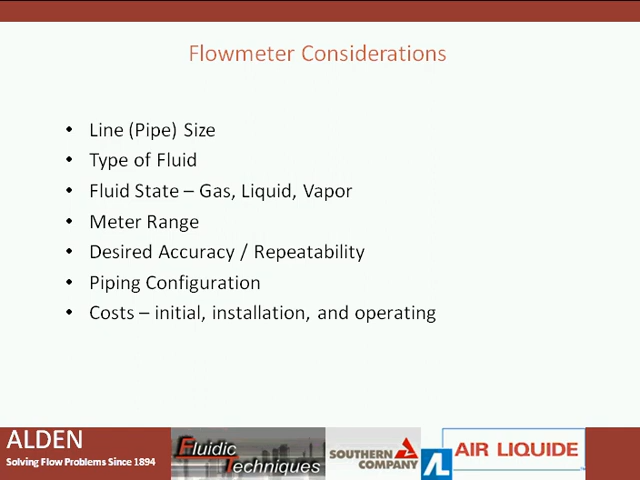 Flowmeter Considerations
• Line (Pipe) Size
• Type of Fluid
• Fluid State – Gas, Liquid, Vapor
• Meter Range
• Desired Accuracy / Repeatability
• Piping Configuration
• Costs – initial, installation, and operating
ALDEN
Solving Flow Problems Since 1894
Fluidic
Techniques
SOUTHERN
COMPANY
AL
AIR LIQUIDE